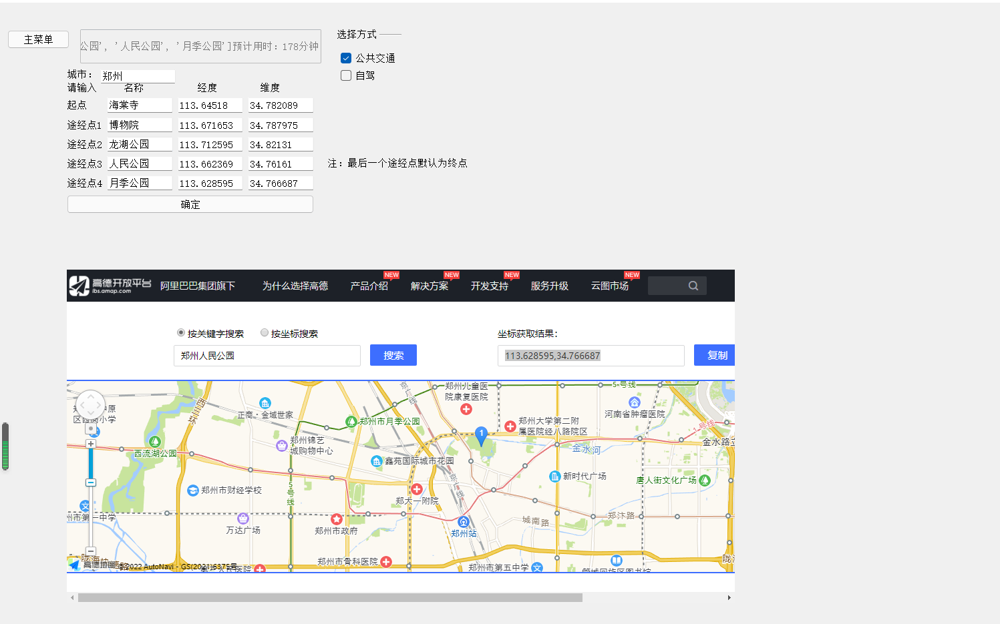 主菜单
公园', '人民公园', '月季公园']预计用时：178分钟
选择方式
公共交通
自驾
城市： 郑州
请输入 名称 经度 维度
起点 海棠寺 113.64518 34.782089
途经点1 博物院 113.671653 34.787975
途经点2 龙湖公园 113.712595 34.82131
途经点3 人民公园 113.662369 34.76161
注：最后一个途经点默认为终点
途经点4 月季公园 113.628595 34.766687
确定
高德开放平台
lbs.amap.com
阿里巴巴集团旗下 为什么选择高德 产品介绍 NEW 解决方案 NEW 开发支持 NEW 服务升级 云图市场 NEW
按关键字搜索 按坐标搜索 坐标获取结果：
郑州人民公园 搜索 113.628595,34.766687 复制
郑州儿童医
院康复医院
5号线
京广线
西三环
正商·金域世家
郑州市月季公园
河南省肿瘤医院
郑州大学第二附
属医院经八路院区
1号线
1
金水路立
金水河
西流湖公园
郑州锦艺
城购物中心
鑫苑国际城市花园
新时代广场
唐人街文化广场
京广线
5号线
郑州市财经学校
郑大一附院
州市第一中学
万达广场
郑州市政府
郑州站
城南路
郑汴路
郑州市骨科医院
郑州市第五中学
高德地图
©2022 AutoNavi - GS(2021)6375号